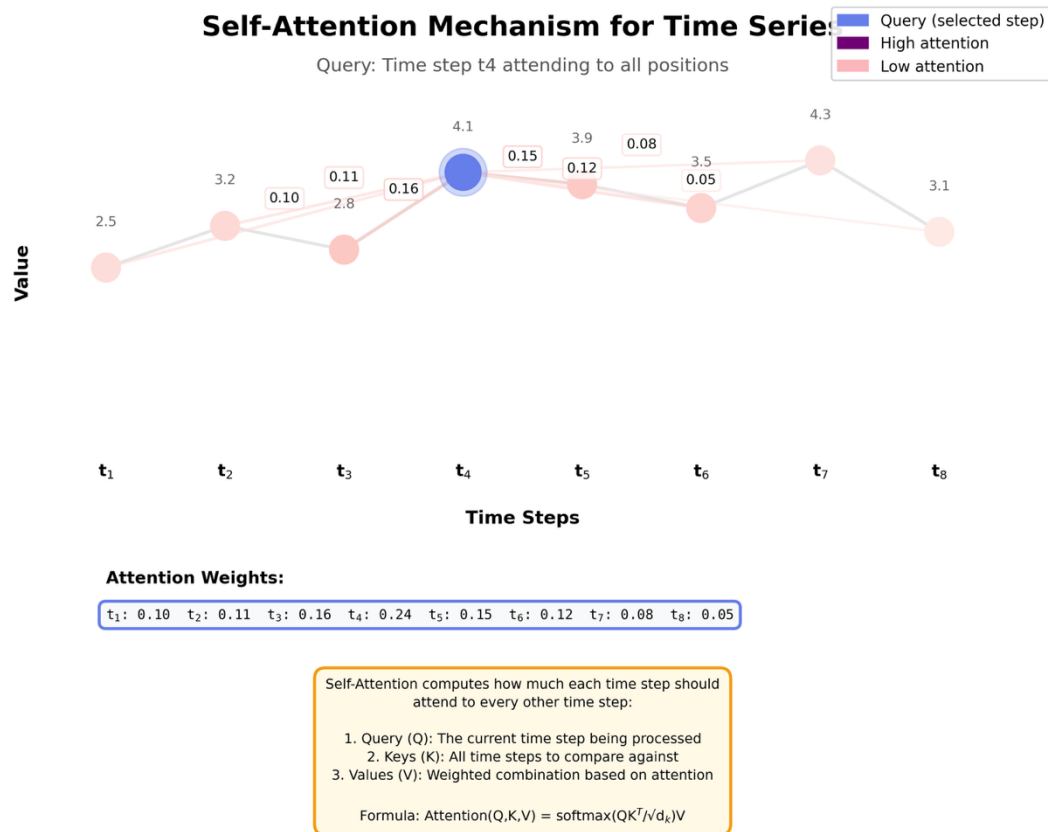 Self-Attention Mechanism for Time Series
Query (selected step)
High attention
Low attention
Query: Time step t4 attending to all positions
4.1
4.3
3.9
0.08
0.15
3.5
0.12
0.11
3.2
0.05
3.1
0.16
0.10
2.8
2.5
Value
t₁ t₂ t₃ t₄ t₅ t₆ t₇ t₈
Time Steps
Attention Weights:
t₁: 0.10 t₂: 0.11 t₃: 0.16 t₄: 0.24 t₅: 0.15 t₆: 0.12 t₇: 0.08 t₈: 0.05
Self-Attention computes how much each time step should
attend to every other time step:
1. Query (Q): The current time step being processed
2. Keys (K): All time steps to compare against
3. Values (V): Weighted combination based on attention
Formula: Attention(Q,K,V) = softmax(QKᵀ/√dₖ)V